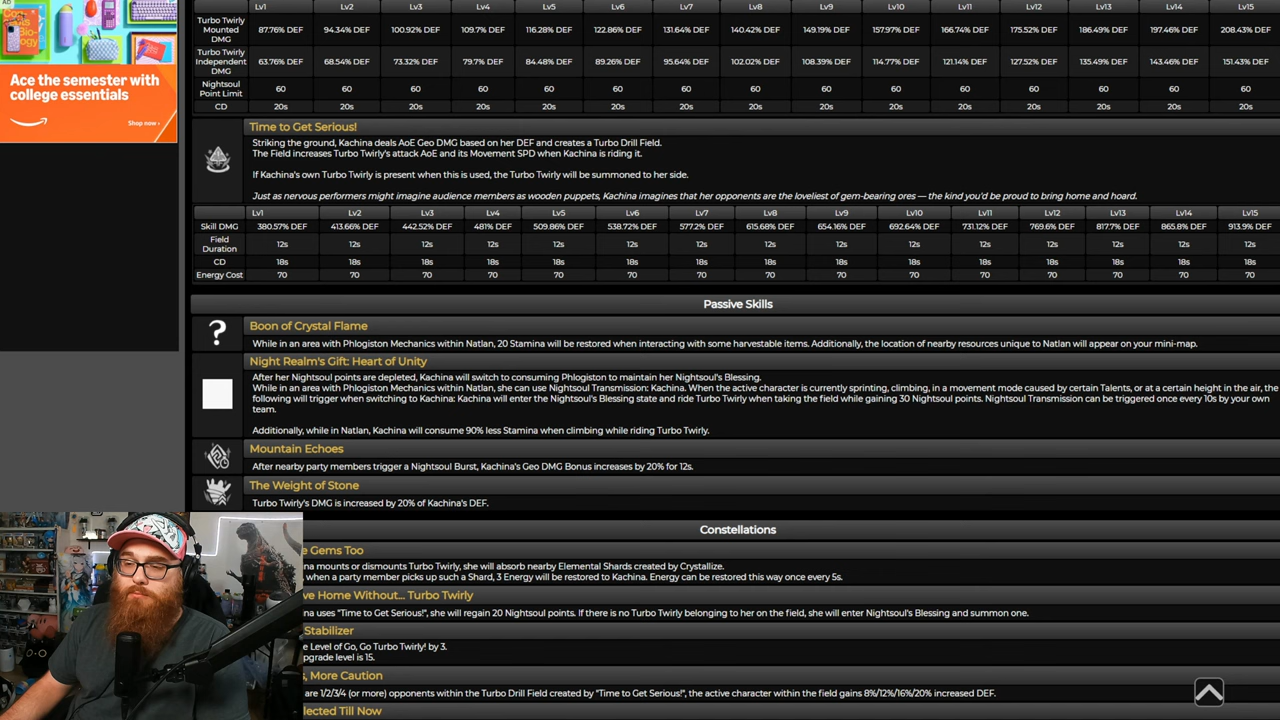 AD
Ace the semester with
college essentials
Shop now ›
Lv1 Lv2 Lv3 Lv4 Lv5 Lv6 Lv7 Lv8 Lv9 Lv10 Lv11 Lv12 Lv13 Lv14 Lv15
Turbo Twirly Mounted DMG 87.76% DEF 94.34% DEF 100.92% DEF 109.7% DEF 116.28% DEF 122.86% DEF 131.64% DEF 140.42% DEF 149.19% DEF 157.97% DEF 166.74% DEF 175.52% DEF 186.49% DEF 197.46% DEF 208.43% DEF
Turbo Twirly Independent DMG 63.76% DEF 68.54% DEF 73.32% DEF 79.7% DEF 84.48% DEF 89.26% DEF 95.64% DEF 102.02% DEF 108.39% DEF 114.77% DEF 121.14% DEF 127.52% DEF 135.49% DEF 143.46% DEF 151.43% DEF
Nightsoul Point Limit 60 60 60 60 60 60 60 60 60 60 60 60 60 60 60
CD 20s 20s 20s 20s 20s 20s 20s 20s 20s 20s 20s 20s 20s 20s 20s
Time to Get Serious!
Striking the ground, Kachina deals AoE Geo DMG based on her DEF and creates a Turbo Drill Field.
The Field increases Turbo Twirly's attack AoE and its Movement SPD when Kachina is riding it.
If Kachina's own Turbo Twirly is present when this is used, the Turbo Twirly will be summoned to her side.
Just as nervous performers might imagine audience members as wooden puppets, Kachina imagines that her opponents are the loveliest of gem-bearing ores — the kind you'd be proud to bring home and hone.
Lv1 Lv2 Lv3 Lv4 Lv5 Lv6 Lv7 Lv8 Lv9 Lv10 Lv11 Lv12 Lv13 Lv14 Lv15
Skill DMG 380.57% DEF 413.66% DEF 442.52% DEF 481% DEF 509.86% DEF 538.72% DEF 577.2% DEF 615.68% DEF 654.16% DEF 692.64% DEF 731.12% DEF 769.6% DEF 817.7% DEF 865.8% DEF 913.9% DEF
Field Duration 12s 12s 12s 12s 12s 12s 12s 12s 12s 12s 12s 12s 12s 12s 12s
CD 18s 18s 18s 18s 18s 18s 18s 18s 18s 18s 18s 18s 18s 18s 18s
Energy Cost 70 70 70 70 70 70 70 70 70 70 70 70 70 70 70
Passive Skills
?
Boon of Crystal Flame
While in an area with Phlogiston Mechanics within Natlan, 20 Stamina will be restored when interacting with some harvestable items. Additionally, the location of nearby resources unique to Natlan will appear on your mini-map.
Night Realm's Gift: Heart of Unity
After her Nightsoul points are depleted, Kachina will switch to consuming Phlogiston to maintain her Nightsoul's Blessing.
While in an area with Phlogiston Mechanics within Natlan, she can use Nightsoul Transmission: Kachina. When the active character is currently sprinting, climbing, in a movement mode caused by certain Talents, or at a certain height in the air, the
following will trigger when switching to Kachina: Kachina will enter the Nightsoul's Blessing state and ride Turbo Twirly when taking the field while gaining 30 Nightsoul points. Nightsoul Transmission can be triggered once every 10s by your own
team.
Additionally, while in Natlan, Kachina will consume 90% less Stamina when climbing while riding Turbo Twirly.
Mountain Echoes
After nearby party members trigger a Nightsoul Burst, Kachina's Geo DMG Bonus increases by 20% for 12s.
The Weight of Stone
Turbo Twirly's DMG is increased by 20% of Kachina's DEF.
Constellations
e Gems Too
na mounts or dismounts Turbo Twirly, she will absorb nearby Elemental Shards created by Crystallize.
, when a party member picks up such a Shard, 3 Energy will be restored to Kachina. Energy can be restored this way once every 5s.
ve Home Without... Turbo Twirly
na uses "Time to Get Serious!", she will regain 20 Nightsoul points. If there is no Turbo Twirly belonging to her on the field, she will enter Nightsoul's Blessing and summon one.
Stabilizer
e Level of Go, Go Turbo Twirly! by 3.
pgrade level is 15.
s, More Caution
are 1/2/3/4 (or more) opponents within the Turbo Drill Field created by "Time to Get Serious!", the active character within the field gains 8%/12%/16%/20% increased DEF.
lected Till Now